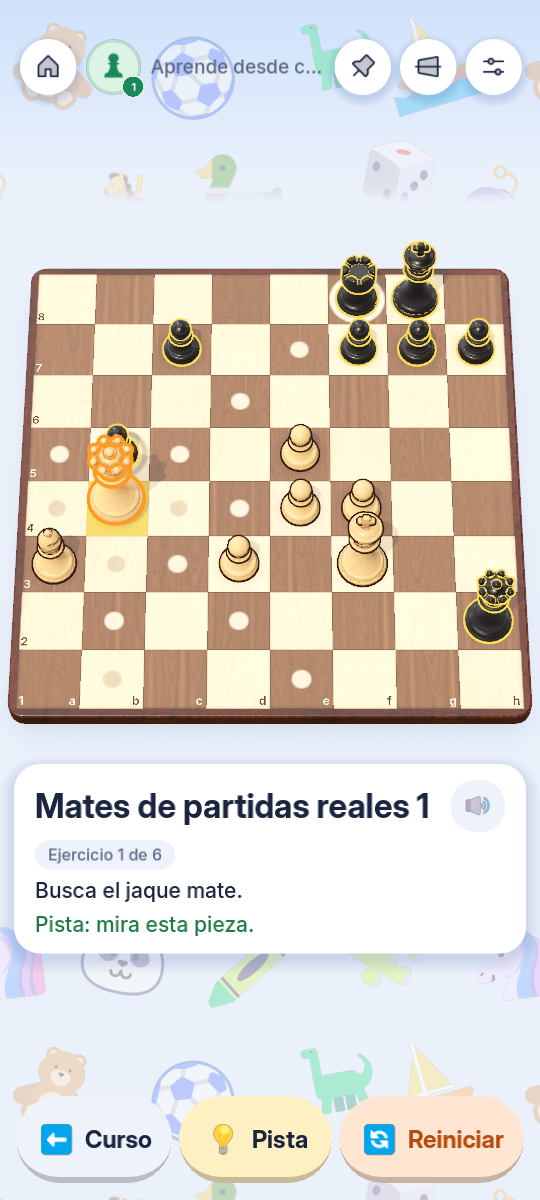 1
Aprende desde c...
8
7
6
5
4
3
2
1 a b c d e f g h
Mates de partidas reales 1
Ejercicio 1 de 6
Busca el jaque mate.
Pista: mira esta pieza.
Curso
Pista
Reiniciar